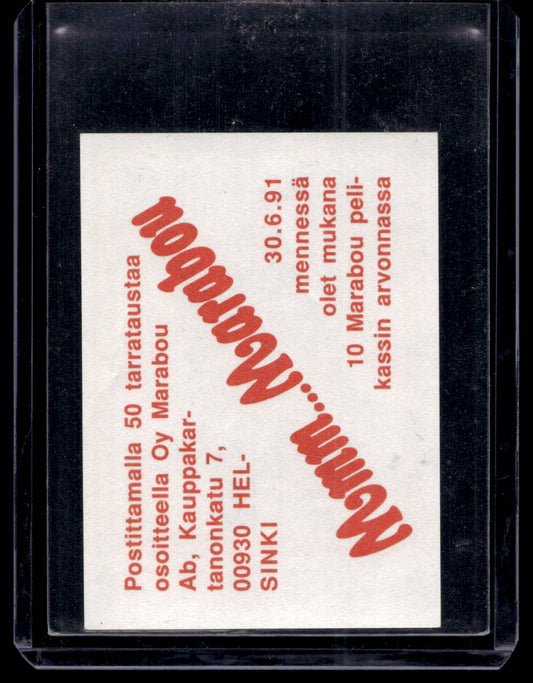 Postittamalla 50 tarrataustaa
osoitteella Oy Marabou
Ab, Kauppakar-
tanonkatu 7,
00930 HEL-
SINKI
Mmm...Marabou
30.6.91
mennessä
olet mukana
10 Marabou peli-
kassin arvonnassa